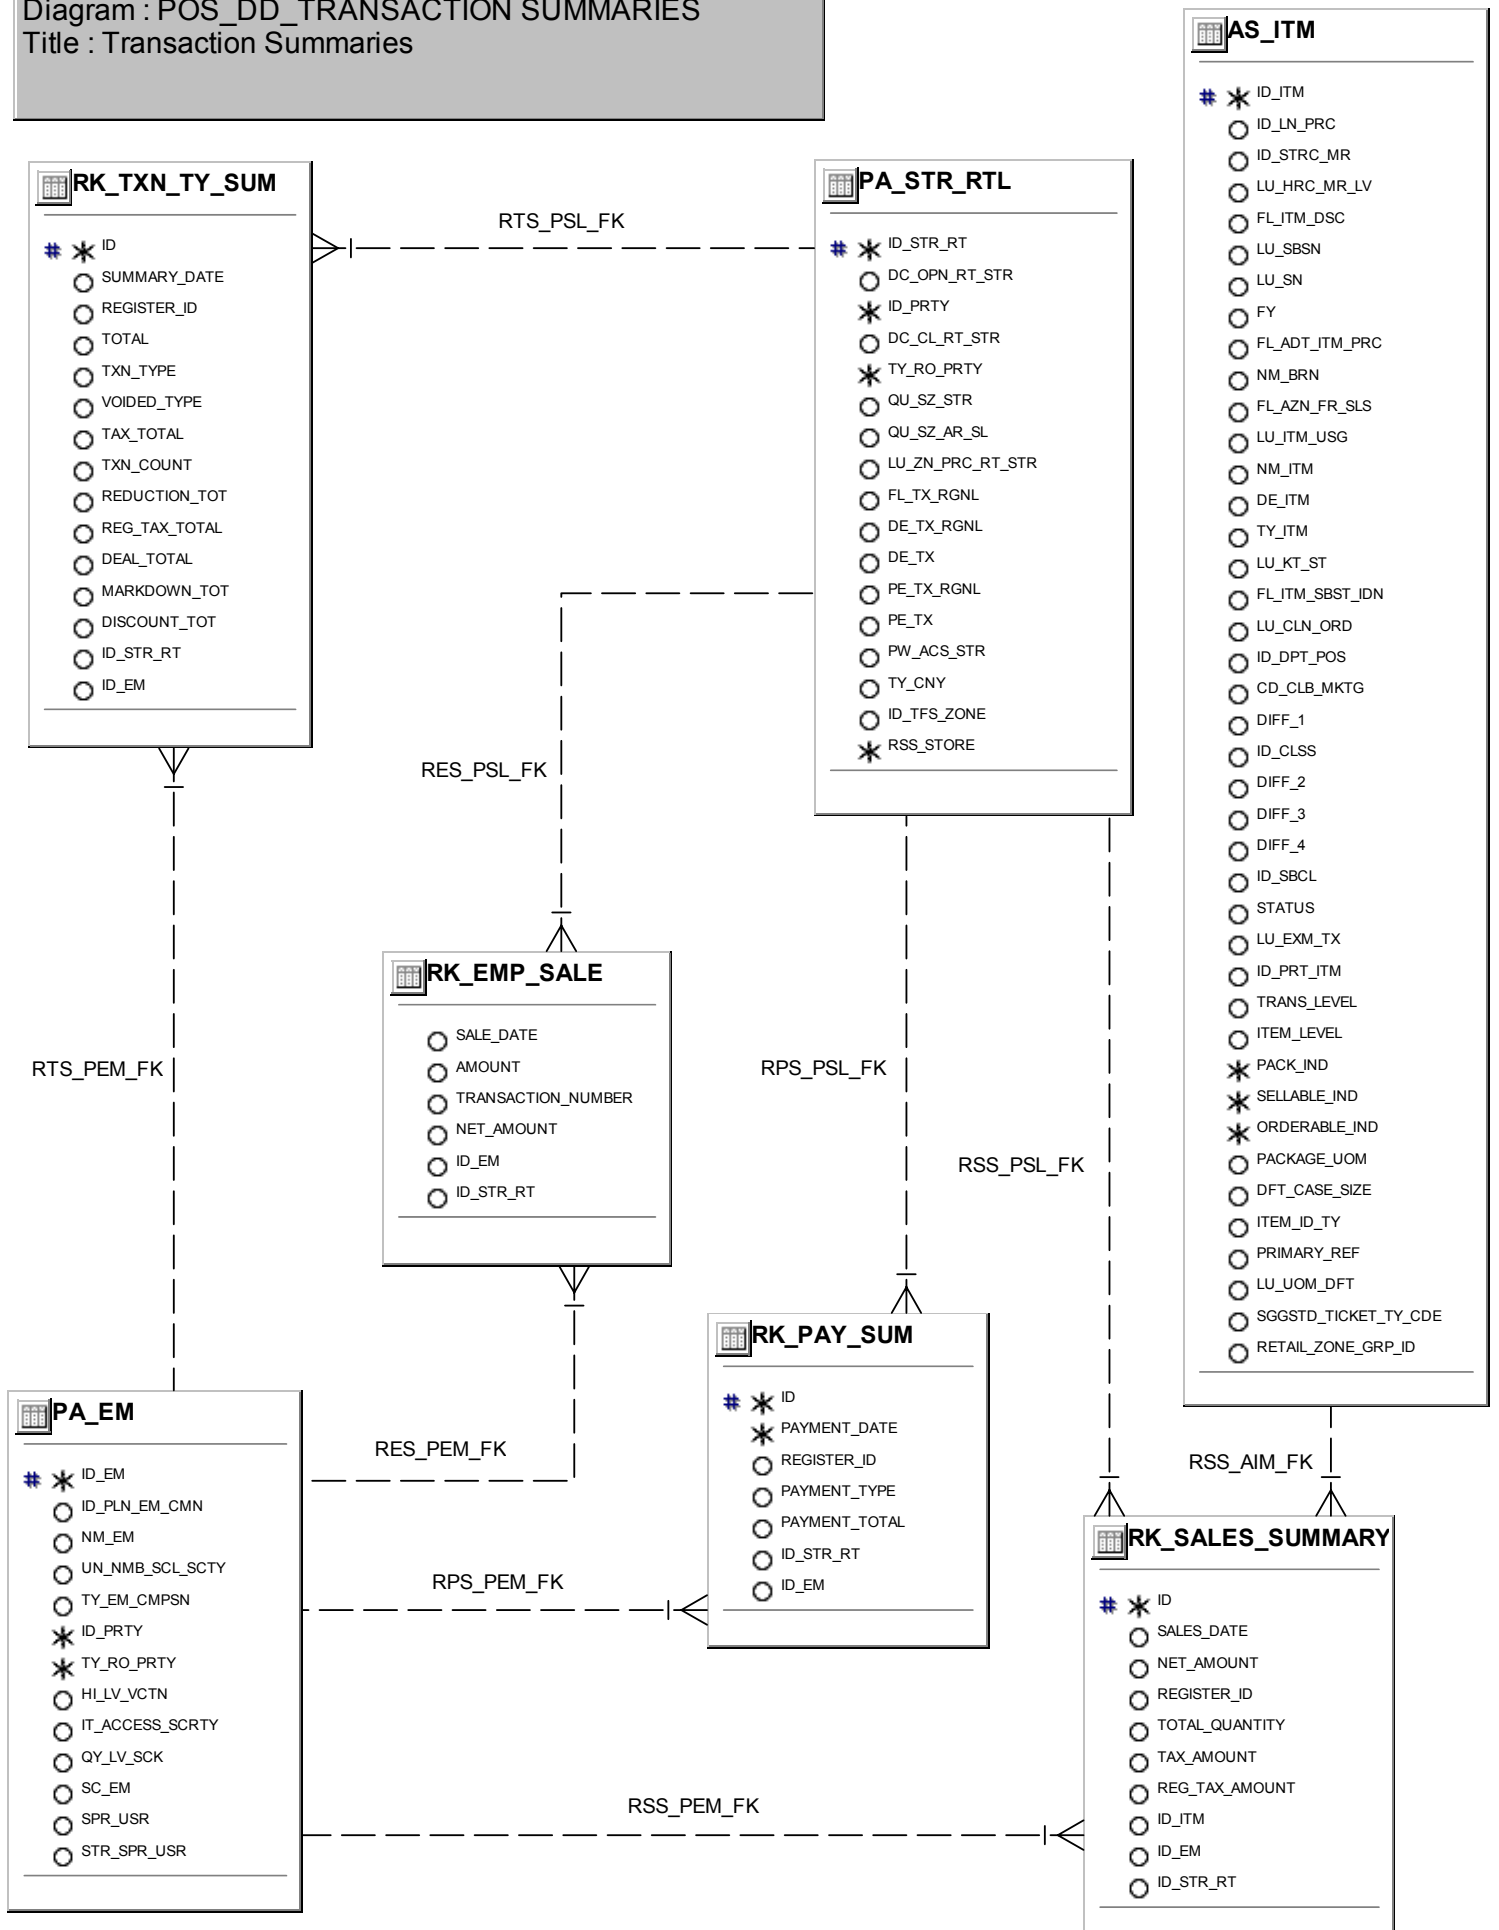 Diagram : POS_DD_TRANSACTION SUMMARIES
Title : Transaction Summaries
RK_TXN_TY_SUM
# ID
SUMMARY_DATE
REGISTER_ID
TOTAL
TXN_TYPE
VOIDED_TYPE
TAX_TOTAL
TXN_COUNT
REDUCTION_TOT
REG_TAX_TOTAL
DEAL_TOTAL
MARKDOWN_TOT
DISCOUNT_TOT
ID_STR_RT
ID_EM
RTS_PSL_FK
PA_STR_RTL
# ID_STR_RT
DC_OPN_RT_STR
ID_PRTY
DC_CL_RT_STR
TY_RO_PRTY
QU_SZ_STR
QU_SZ_AR_SL
LU_ZN_PRC_RT_STR
FL_TX_RGNL
DE_TX_RGNL
DE_TX
PE_TX_RGNL
PE_TX
PW_ACS_STR
TY_CNY
ID_TFS_ZONE
RSS_STORE
AS_ITM
# ID_ITM
ID_LN_PRC
ID_STRC_MR
LU_HRC_MR_LV
FL_ITM_DSC
LU_SBSN
LU_SN
FY
FL_ADT_ITM_PRC
NM_BRN
FL_AZN_FR_SLS
LU_ITM_USG
NM_ITM
DE_ITM
TY_ITM
LU_KT_ST
FL_ITM_SBST_IDN
LU_CLN_ORD
ID_DPT_POS
CD_CLB_MKTG
DIFF_1
ID_CLSS
DIFF_2
DIFF_3
DIFF_4
ID_SBCL
STATUS
LU_EXM_TX
ID_PRT_ITM
TRANS_LEVEL
ITEM_LEVEL
PACK_IND
SELLABLE_IND
ORDERABLE_IND
PACKAGE_UOM
DFT_CASE_SIZE
ITEM_ID_TY
PRIMARY_REF
LU_UOM_DFT
SGGSTD_TICKET_TY_CDE
RETAIL_ZONE_GRP_ID
RES_PSL_FK
RK_EMP_SALE
SALE_DATE
AMOUNT
TRANSACTION_NUMBER
NET_AMOUNT
ID_EM
ID_STR_RT
RTS_PEM_FK
RPS_PSL_FK
RSS_PSL_FK
RK_PAY_SUM
# ID
PAYMENT_DATE
REGISTER_ID
PAYMENT_TYPE
PAYMENT_TOTAL
ID_STR_RT
ID_EM
PA_EM
# ID_EM
ID_PLN_EM_CMN
NM_EM
UN_NMB_SCL_SCTY
TY_EM_CMPSN
ID_PRTY
TY_RO_PRTY
HI_LV_VCTN
IT_ACCESS_SCRTY
QY_LV_SCK
SC_EM
SPR_USR
STR_SPR_USR
RES_PEM_FK
RPS_PEM_FK
RSS_PEM_FK
RSS_AIM_FK
RK_SALES_SUMMARY
# ID
SALES_DATE
NET_AMOUNT
REGISTER_ID
TOTAL_QUANTITY
TAX_AMOUNT
REG_TAX_AMOUNT
ID_ITM
ID_EM
ID_STR_RT